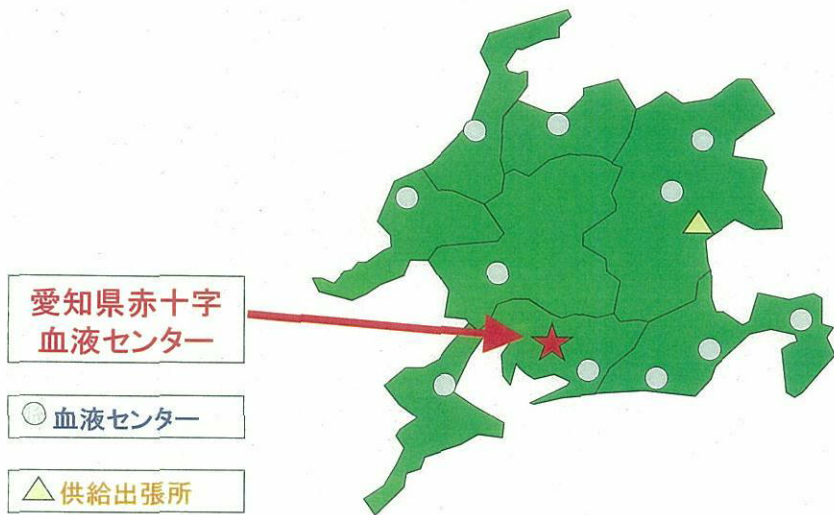 愛知県赤十字
血液センター
血液センター
供給出張所